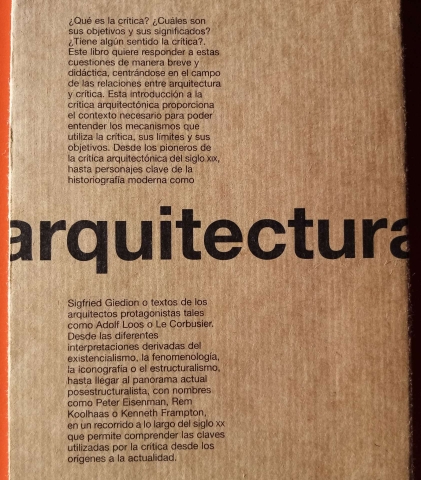 ¿Qué es la crítica? ¿Cuáles son
sus objetivos y sus significados?
¿Tiene algún sentido la crítica?.
Este libro quiere responder a estas
cuestiones de manera breve y
didáctica, centrándose en el campo
de las relaciones entre arquitectura
y crítica. Esta introducción a la
crítica arquitectónica proporciona
el contexto necesario para poder
entender los mecanismos que
utiliza la crítica, sus límites y sus
objetivos. Desde los pioneros de
la crítica arquitectónica del siglo XIX,
hasta personajes clave de la
historiografía moderna como
arquitectura
Sigfried Giedion o textos de los
arquitectos protagonistas tales
como Adolf Loos o Le Corbusier.
Desde las diferentes
interpretaciones derivadas del
existencialismo, la fenomenología,
la iconografía o el estructuralismo,
hasta llegar al panorama actual
posestructuralista, con nombres
como Peter Eisenman, Rem
Koolhaas o Kenneth Frampton,
en un recorrido a lo largo del siglo XX
que permite comprender las claves
utilizadas por la crítica desde los
orígenes a la actualidad.